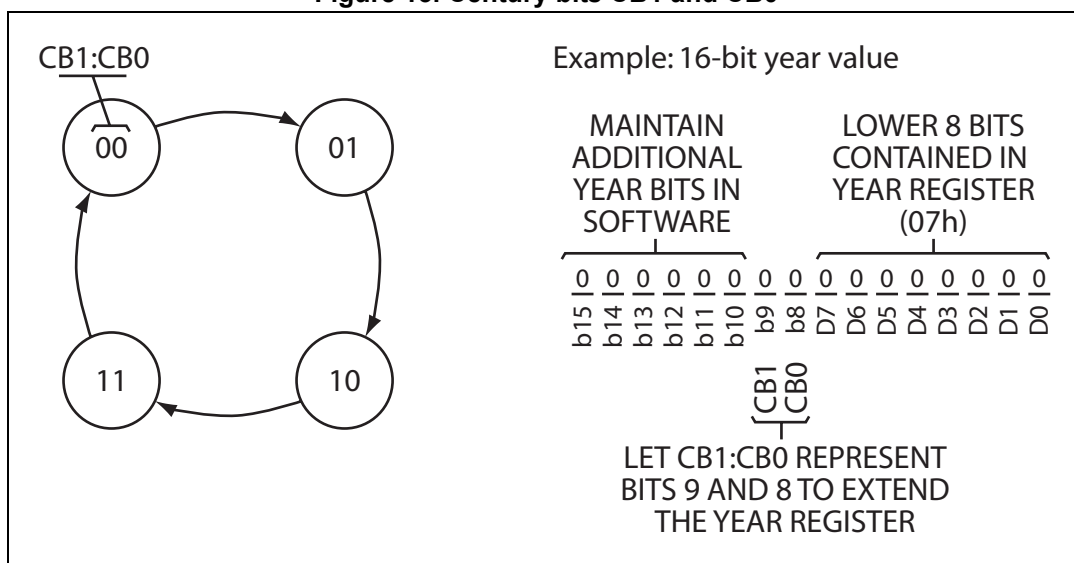 Figure Century bits CB1 and CB0
CB1:CB0
00
01
11
10
Example: 16-bit year value
MAINTAIN
ADDITIONAL
YEAR BITS IN
SOFTWARE
LOWER 8 BITS
CONTAINED IN
YEAR REGISTER
(07h)
0 0 0 0 0 0 0 0 0 0 0 0 0 0 0 0
b15 b14 b13 b12 b11 b10 b9 b8 D7 D6 D5 D4 D3 D2 D1 D0
CB1 CB0
LET CB1:CB0 REPRESENT
BITS 9 AND 8 TO EXTEND
THE YEAR REGISTER